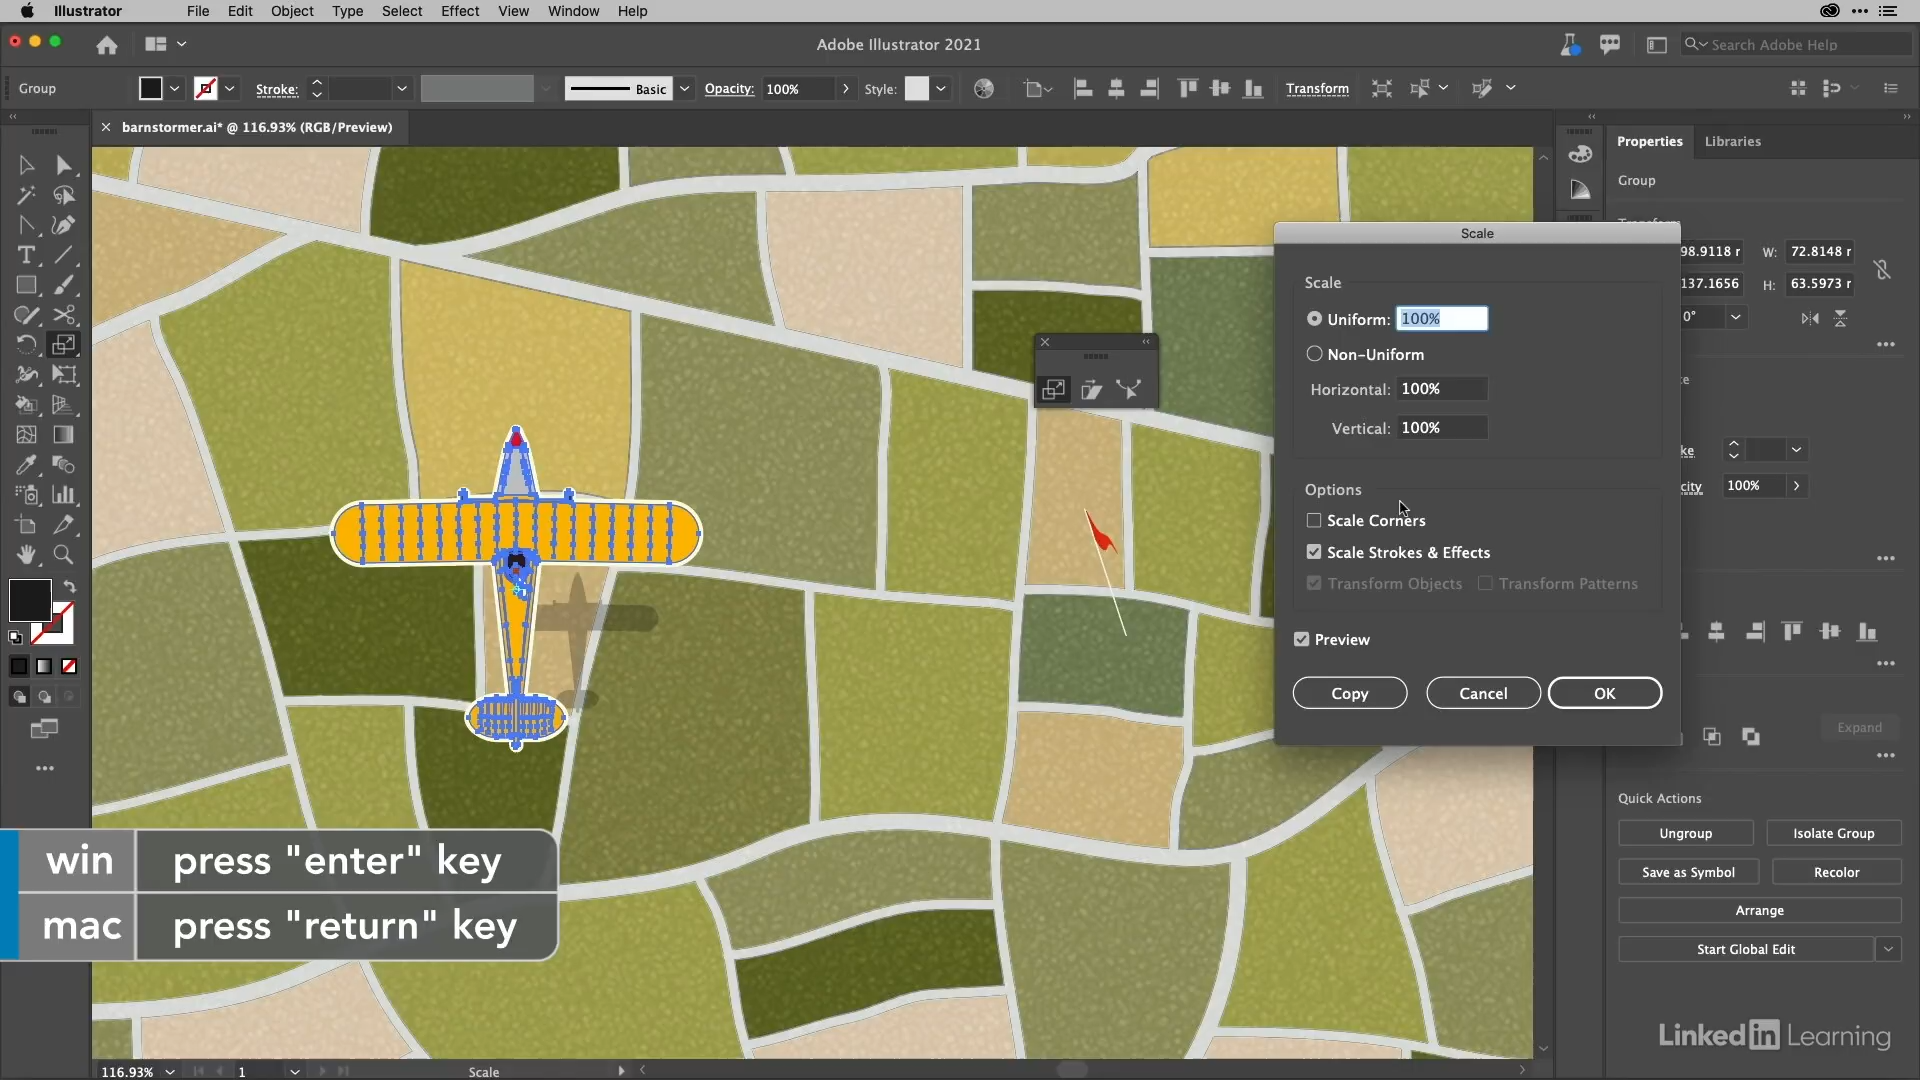 Illustrator File Edit Object Type Select Effect View Window Help
Adobe Illustrator 2021
Search Adobe Help
Group
Stroke:
Basic
Opacity: 100%
Style:
Transform
barnstormer.ai* @ 116.93% (RGB/Preview)
Properties Libraries
Group
98.9118 r W: 72.8148 r
137.1656 H: 63.5973 r
0°
ke
city 100%
Expand
Quick Actions
Ungroup Isolate Group
Save as Symbol Recolor
Arrange
Start Global Edit
Scale
Scale
Uniform: 100%
Non-Uniform
Horizontal: 100%
Vertical: 100%
Options
Scale Corners
Scale Strokes & Effects
Transform Objects Transform Patterns
Preview
Copy Cancel OK
win press "enter" key
mac press "return" key
LinkedIn Learning
116.93% 1 Scale